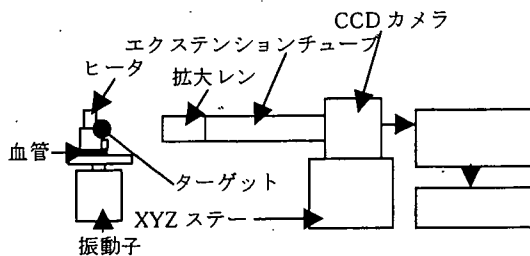 CCD カメラ
エクステンションチューブ
ヒータ
拡大レン
血管
ターゲット
XYZ ステー
振動子